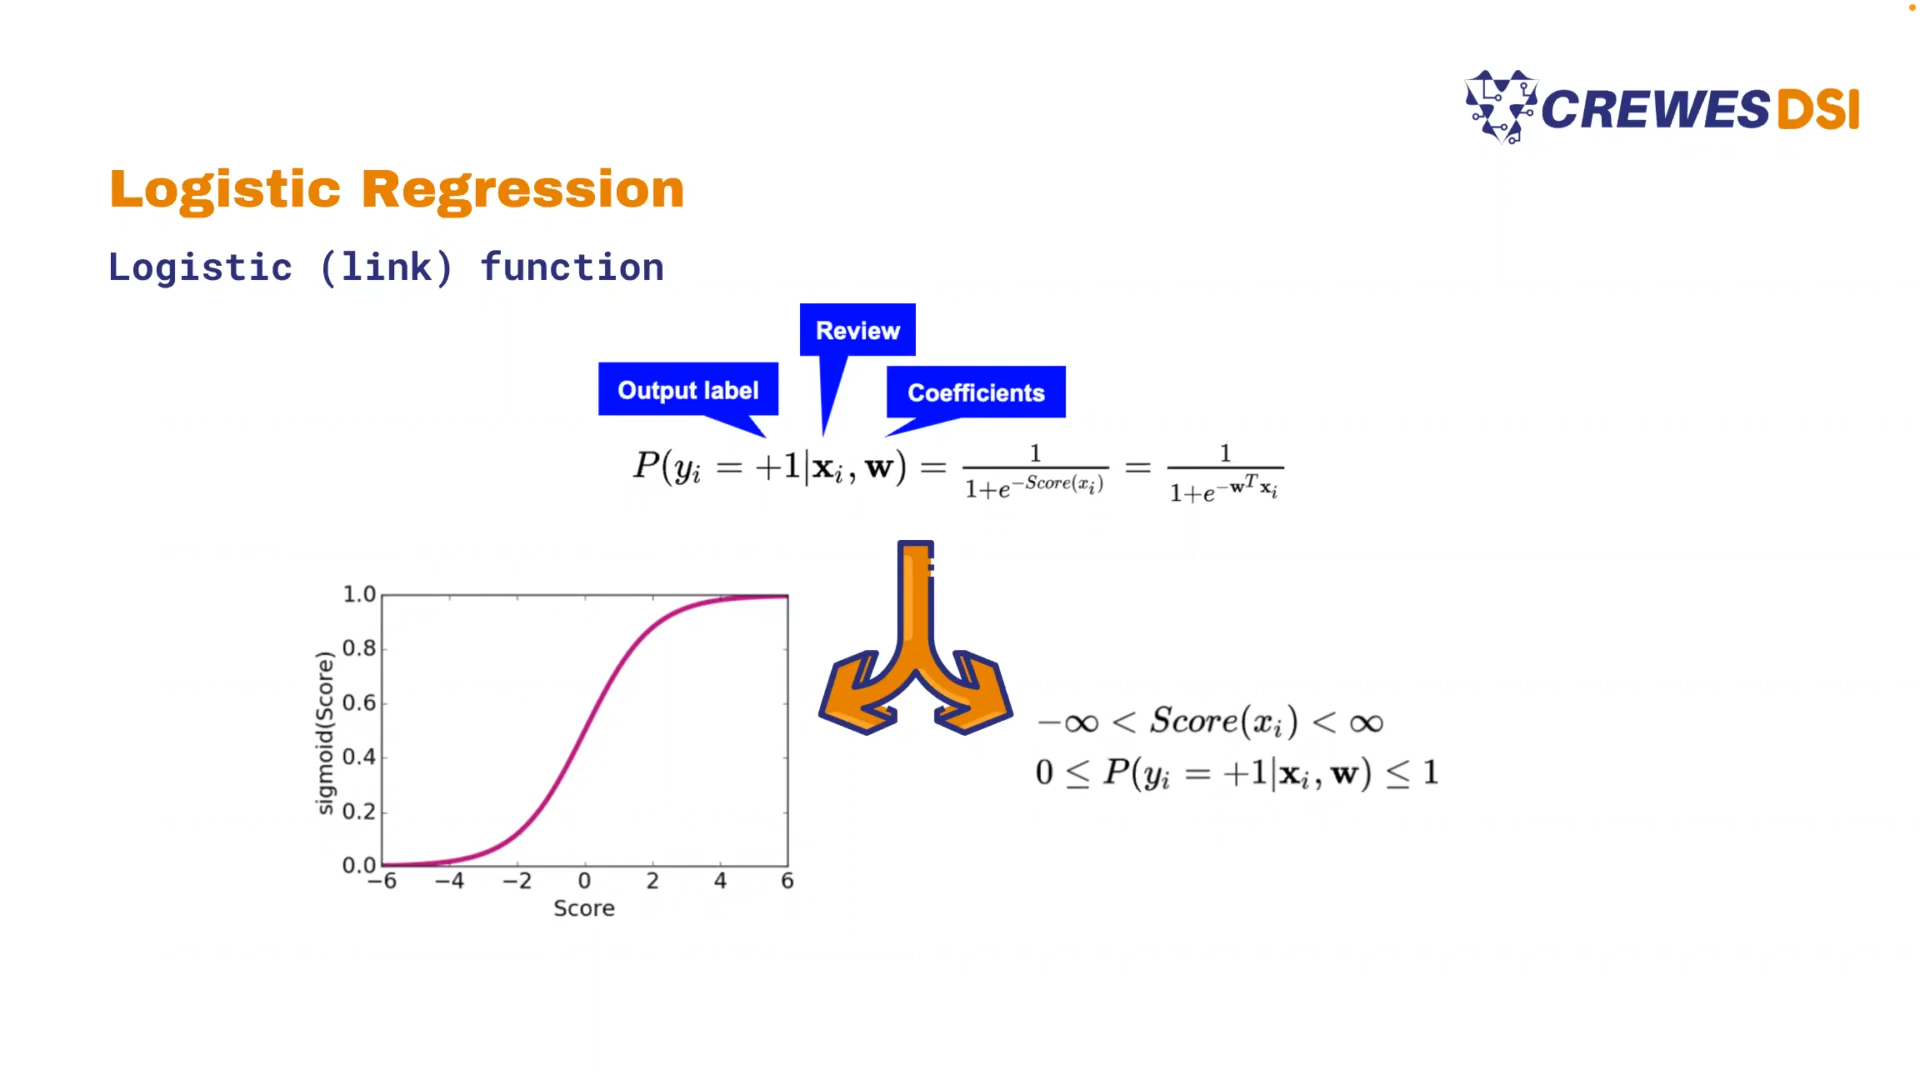 CREWES DSI
Logistic Regression
Logistic (link) function
Review
Output label
Coefficients
P(y_i = +1|x_i, w) = \frac{1}{1+e^{-Score(x_i)}} = \frac{1}{1+e^{-w^T x_i}}
1.0
0.8
0.6
0.4
0.2
0.0
sigmoid(Score)
−6 −4 −2 0 2 4 6
Score
−∞ < Score(x_i) < ∞
0 ≤ P(y_i = +1|x_i, w) ≤ 1